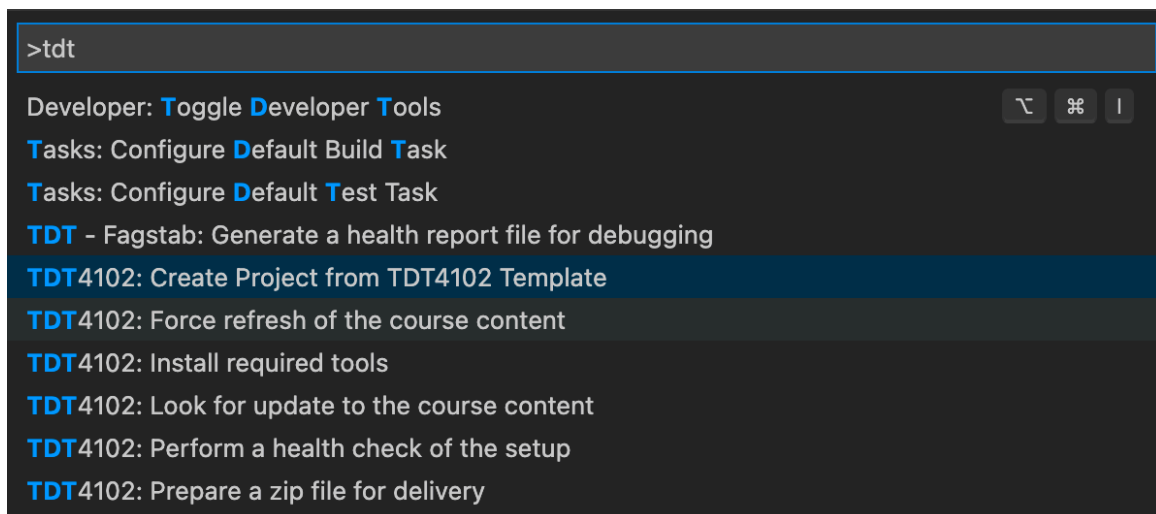 >tdt
Developer: Toggle Developer Tools ⌥ ⌘ I
Tasks: Configure Default Build Task
Tasks: Configure Default Test Task
TDT - Fagstab: Generate a health report file for debugging
TDT4102: Create Project from TDT4102 Template
TDT4102: Force refresh of the course content
TDT4102: Install required tools
TDT4102: Look for update to the course content
TDT4102: Perform a health check of the setup
TDT4102: Prepare a zip file for delivery